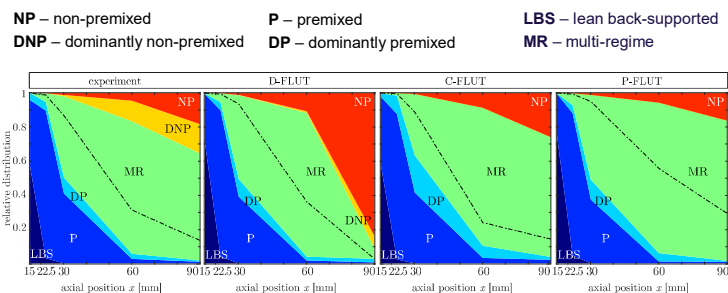 NP – non-premixed P – premixed LBS – lean back-supported
DNP – dominantly non-premixed DP – dominantly premixed MR – multi-regime
experiment D-FLUT C-FLUT P-FLUT
1 NP NP NP NP
0.8 DNP
relative distribution
0.6 MR MR MR MR
0.4 DP DP DP DP
0.2 P P P P DNP
LBS LBS LBS LBS
15 22.5 30 60 90 15 22.5 30 60 90 15 22.5 30 60 90 15 22.5 30 60 90
axial position x [mm] axial position x [mm] axial position x [mm] axial position x [mm]